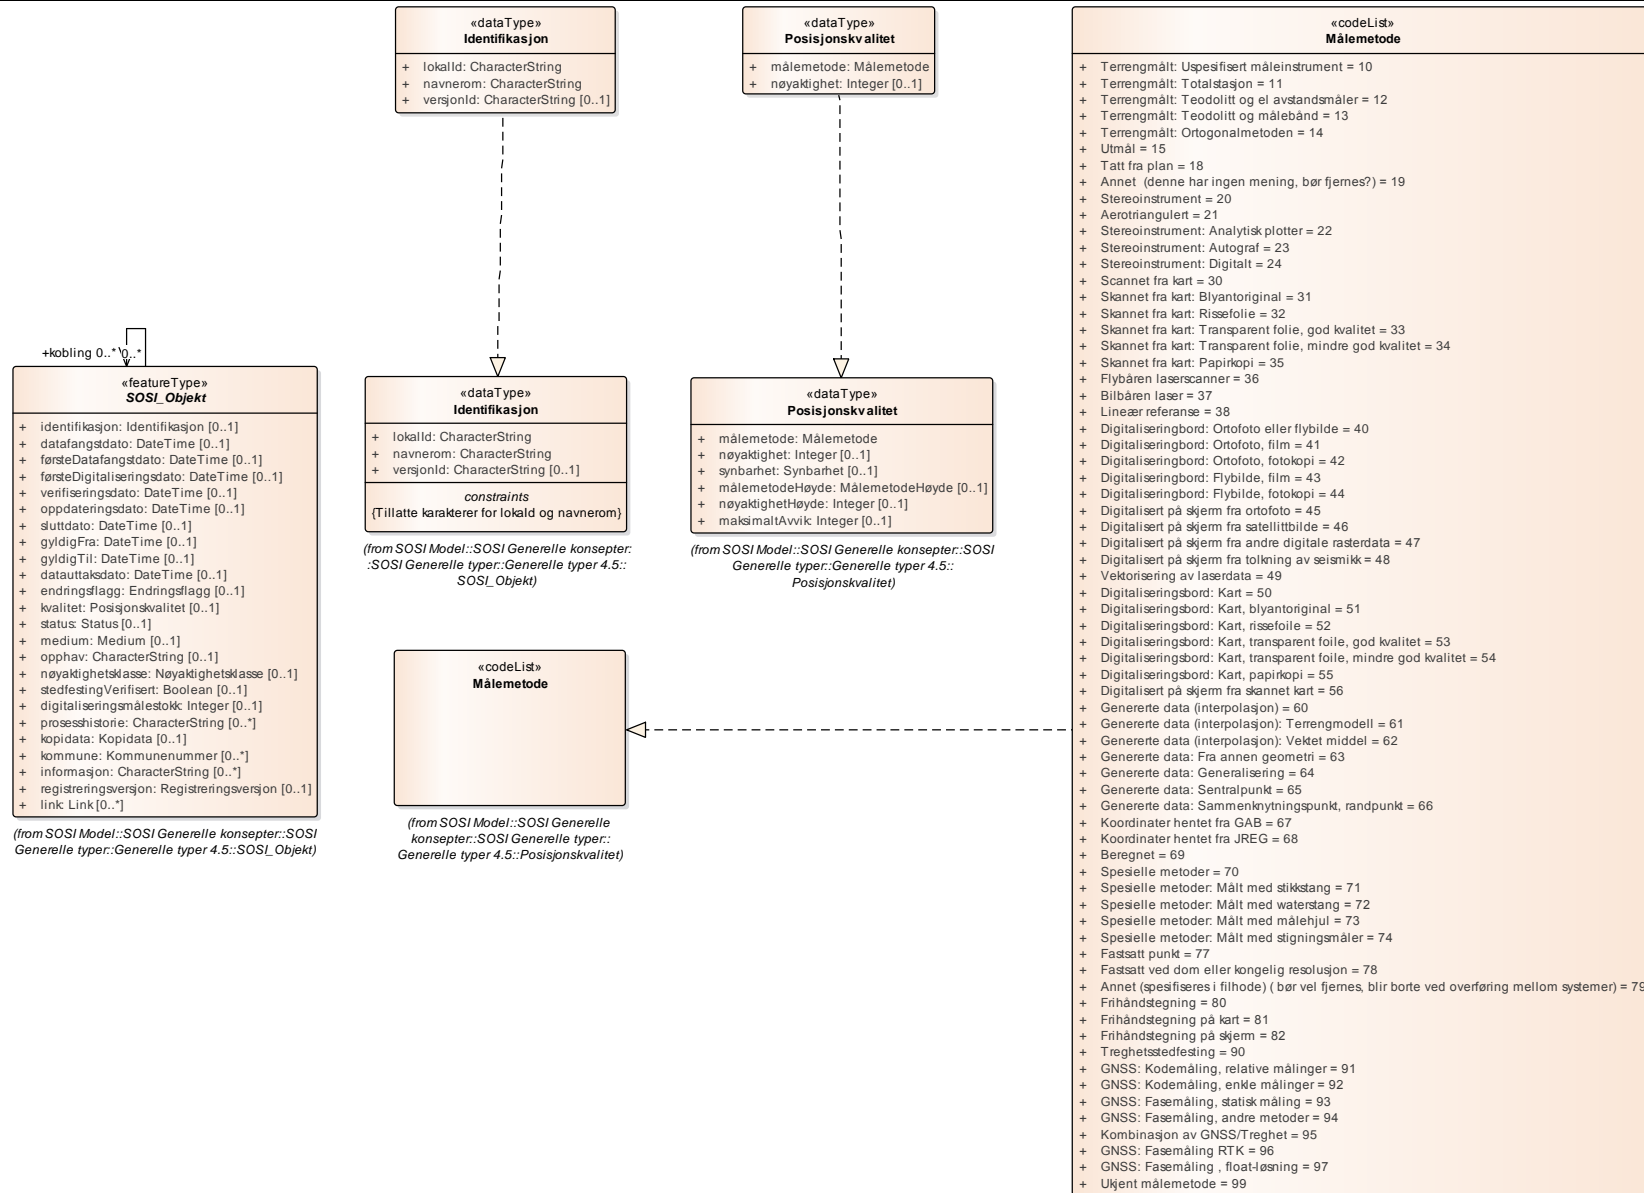 «dataType»
Identifikasjon
+ lokalId: CharacterString
+ navnerom: CharacterString
+ versjonId: CharacterString [0..1]
«dataType»
Posisjonskvalitet
+ målemetode: Målemetode
+ nøyaktighet: Integer [0..1]
«codeList»
Målemetode
+ Terrengmålt: Uspesifisert måleinstrument = 10
+ Terrengmålt: Totalstasjon = 11
+ Terrengmålt: Teodolitt og el avstandsmåler = 12
+ Terrengmålt: Teodolitt og målebånd = 13
+ Terrengmålt: Ortogonalmetoden = 14
+ Utmål = 15
+ Tatt fra plan = 18
+ Annet (denne har ingen mening, bør fjernes?) = 19
+ Stereoinstrument = 20
+ Aerotriangulert = 21
+ Stereoinstrument: Analytisk plotter = 22
+ Stereoinstrument: Autograf = 23
+ Stereoinstrument: Digitalt = 24
+ Scannet fra kart = 30
+ Skannet fra kart: Blyantoriginal = 31
+ Skannet fra kart: Rissefolie = 32
+ Skannet fra kart: Transparent folie, god kvalitet = 33
+ Skannet fra kart: Transparent folie, mindre god kvalitet = 34
+ Skannet fra kart: Papirkopi = 35
+ Flybåren laserscanner = 36
+ Bilbåren laser = 37
+ Lineær referanse = 38
+ Digitaliseringbord: Ortofoto eller flybilde = 40
+ Digitaliseringbord: Ortofoto, film = 41
+ Digitaliseringbord: Ortofoto, fotokopi = 42
+ Digitaliseringbord: Flybilde, film = 43
+ Digitaliseringbord: Flybilde, fotokopi = 44
+ Digitalisert på skjerm fra ortofoto = 45
+ Digitalisert på skjerm fra satellittbilde = 46
+ Digitalisert på skjerm fra andre digitale rasterdata = 47
+ Digitalisert på skjerm fra tolkning av seismikk = 48
+ Vektorisering av laserdata = 49
+ Digitaliseringsbord: Kart = 50
+ Digitaliseringsbord: Kart, blyantoriginal = 51
+ Digitaliseringsbord: Kart, rissefoile = 52
+ Digitaliseringsbord: Kart, transparent foile, god kvalitet = 53
+ Digitaliseringsbord: Kart, transparent foile, mindre god kvalitet = 54
+ Digitaliseringsbord: Kart, papirkopi = 55
+ Digitalisert på skjerm fra skannet kart = 56
+ Genererte data (interpolasjon) = 60
+ Genererte data (interpolasjon): Terrengmodell = 61
+ Genererte data (interpolasjon): Vektet middel = 62
+ Genererte data: Fra annen geometri = 63
+ Genererte data: Generalisering = 64
+ Genererte data: Sentralpunkt = 65
+ Genererte data: Sammenknytningspunkt, randpunkt = 66
+ Koordinater hentet fra GAB = 67
+ Koordinater hentet fra JREG = 68
+ Beregnet = 69
+ Spesielle metoder = 70
+ Spesielle metoder: Målt med stikkstang = 71
+ Spesielle metoder: Målt med waterstang = 72
+ Spesielle metoder: Målt med målehjul = 73
+ Spesielle metoder: Målt med stigningsmåler = 74
+ Fastsatt punkt = 77
+ Fastsatt ved dom eller kongelig resolusjon = 78
+ Annet (spesifiseres i filhode) ( bør vel fjernes, blir borte ved overføring mellom systemer) = 79
+ Frihåndstegning = 80
+ Frihåndstegning på kart = 81
+ Frihåndstegning på skjerm = 82
+ Treghetsstedfesting = 90
+ GNSS: Kodemåling, relative målinger = 91
+ GNSS: Kodemåling, enkle målinger = 92
+ GNSS: Fasemåling, statisk måling = 93
+ GNSS: Fasemåling, andre metoder = 94
+ Kombinasjon av GNSS/Treghet = 95
+ GNSS: Fasemåling RTK = 96
+ GNSS: Fasemåling , float-løsning = 97
+ Ukjent målemetode = 99
+kobling 0..* 0..*
«featureType»
SOSI_Objekt
+ identifikasjon: Identifikasjon [0..1]
+ datafangstdato: DateTime [0..1]
+ førsteDatafangstdato: DateTime [0..1]
+ førsteDigitaliseringsdato: DateTime [0..1]
+ verifiseringsdato: DateTime [0..1]
+ oppdateringsdato: DateTime [0..1]
+ sluttdato: DateTime [0..1]
+ gyldigFra: DateTime [0..1]
+ gyldigTil: DateTime [0..1]
+ datauttaksdato: DateTime [0..1]
+ endringsflagg: Endringsflagg [0..1]
+ kvalitet: Posisjonskvalitet [0..1]
+ status: Status [0..1]
+ medium: Medium [0..1]
+ opphav: CharacterString [0..1]
+ nøyaktighetsklasse: Nøyaktighetsklasse [0..1]
+ stedfestingVerifisert: Boolean [0..1]
+ digitaliseringsmålestokk: Integer [0..1]
+ prosesshistorie: CharacterString [0..*]
+ kopidata: Kopidata [0..1]
+ kommune: Kommunenummer [0..*]
+ informasjon: CharacterString [0..*]
+ registreringsversjon: Registreringsversjon [0..1]
+ link: Link [0..*]
(from SOSI Model::SOSI Generelle konsepter::SOSI
Generelle typer::Generelle typer 4.5::SOSI_Objekt)
«dataType»
Identifikasjon
+ lokalId: CharacterString
+ navnerom: CharacterString
+ versjonId: CharacterString [0..1]
constraints
{Tillatte karakterer for lokaId og navnerom}
(from SOSI Model::SOSI Generelle konsepter:
:SOSI Generelle typer::Generelle typer 4.5::
SOSI_Objekt)
«dataType»
Posisjonskvalitet
+ målemetode: Målemetode
+ nøyaktighet: Integer [0..1]
+ synbarhet: Synbarhet [0..1]
+ målemetodeHøyde: MålemetodeHøyde [0..1]
+ nøyaktighetHøyde: Integer [0..1]
+ maksimaltAvvik: Integer [0..1]
(from SOSI Model::SOSI Generelle konsepter::SOSI
Generelle typer::Generelle typer 4.5::
Posisjonskvalitet)
«codeList»
Målemetode
(from SOSI Model::SOSI Generelle
konsepter::SOSI Generelle typer::
Generelle typer 4.5::Posisjonskvalitet)